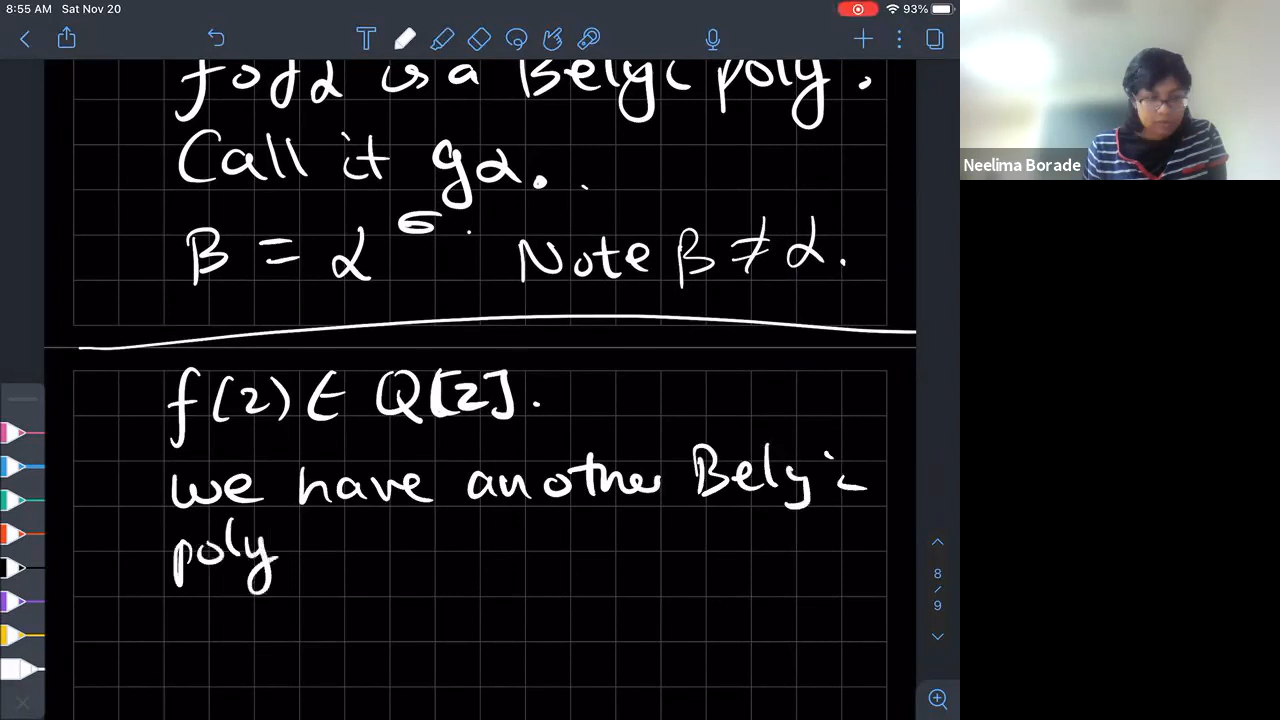 8:55 AM Sat Nov 20
93%
f∘fα is a Belyi poly.
Call it gα.
β = α^σ. Note β ≠ α.
f(z) ∈ Q[z].
we have another Belyi
poly
8
/
9
Neelima Borade